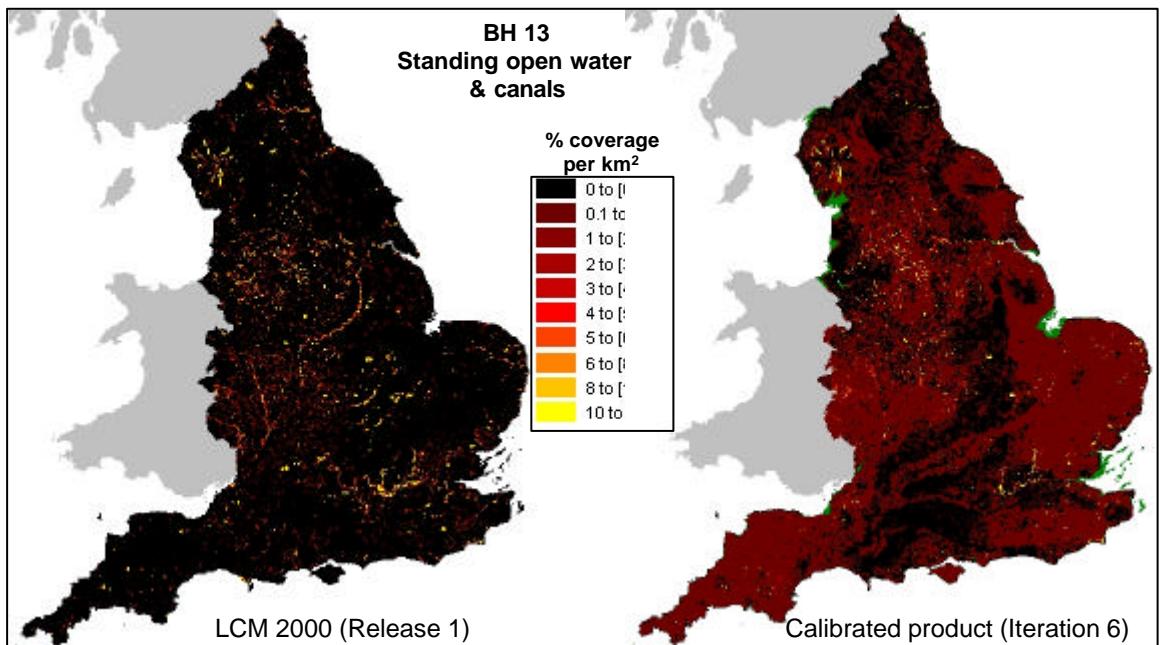 BH 13
Standing open water
& canals
% coverage
per km²
0 to
0.1 to
1 to
2 to
3 to
4 to
5 to
6 to
8 to
10 to
LCM 2000 (Release 1)
Calibrated product (Iteration 6)